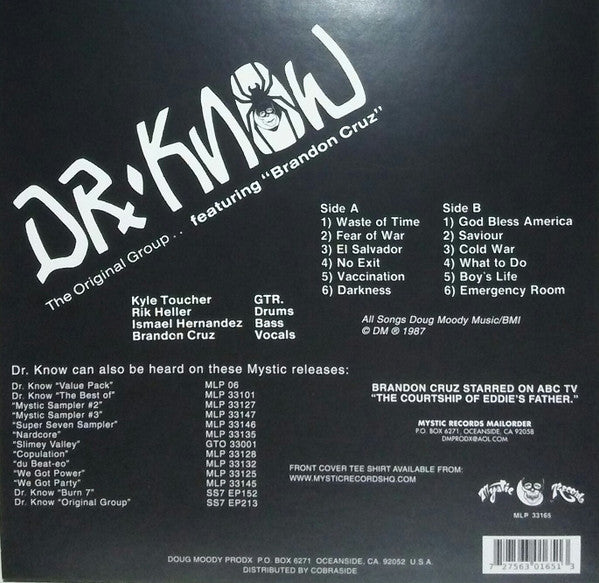 DR. KNOW
The Original Group... featuring "Brandon Cruz"
Side A
1) Waste of Time
2) Fear of War
3) El Salvador
4) No Exit
5) Vaccination
6) Darkness
Side B
1) God Bless America
2) Saviour
3) Cold War
4) What to Do
5) Boy's Life
6) Emergency Room
Kyle Toucher GTR.
Rik Heller Drums
Ismael Hernandez Bass
Brandon Cruz Vocals
All Songs Doug Moody Music/BMI
© DM ® 1987
Dr. Know can also be heard on these Mystic releases:
Dr. Know "Value Pack" MLP 06
Dr. Know "The Best of" MLP 33101
"Mystic Sampler #2" MLP 33127
"Mystic Sampler #3" MLP 33147
"Super Seven Sampler" MLP 33146
"Nardcore" MLP 33135
"Slimey Valley" GTO 33001
"Copulation" MLP 33128
"du Beat-eo" MLP 33132
"We Got Power" MLP 33125
"We Got Party" MLP 33145
Dr. Know "Burn 7" SS7 EP152
Dr. Know "Original Group" SS7 EP213
BRANDON CRUZ STARRED ON ABC TV
"THE COURTSHIP OF EDDIE'S FATHER."
MYSTIC RECORDS MAILORDER
P.O. BOX 6271, OCEANSIDE, CA 92058
DMPRODX@AOL.COM
FRONT COVER TEE SHIRT AVAILABLE FROM:
WWW.MYSTICRECORDSHQ.COM
Mystic Records
MLP 33165
7 27563 01651 3
DOUG MOODY PRODX P.O. BOX 6271 OCEANSIDE, CA. 92052 U.S.A.
DISTRIBUTED BY COBRASIDE